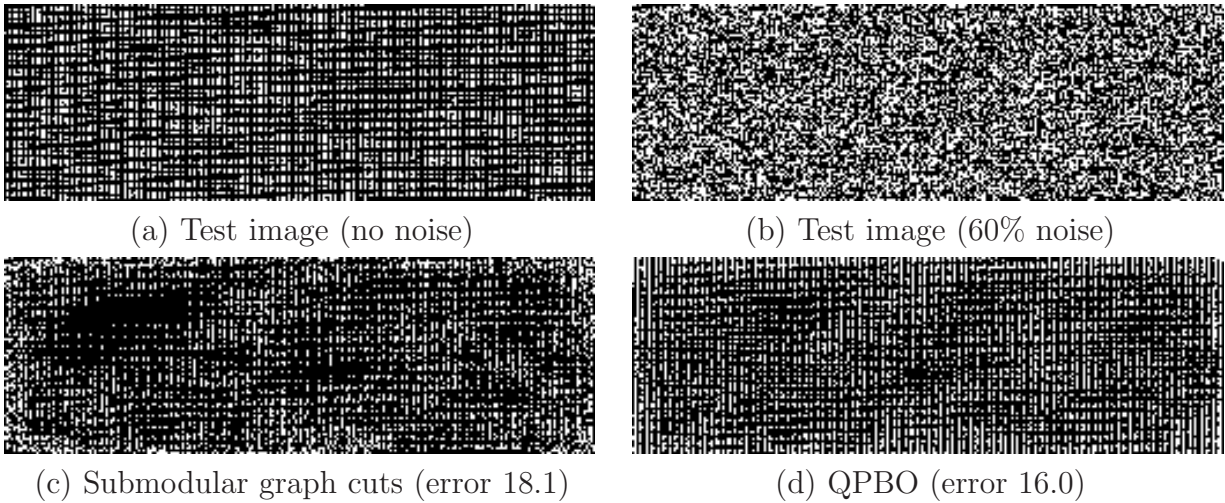 (a) Test image (no noise)
(b) Test image (60% noise)
(c) Submodular graph cuts (error 18.1)
(d) QPBO (error 16.0)